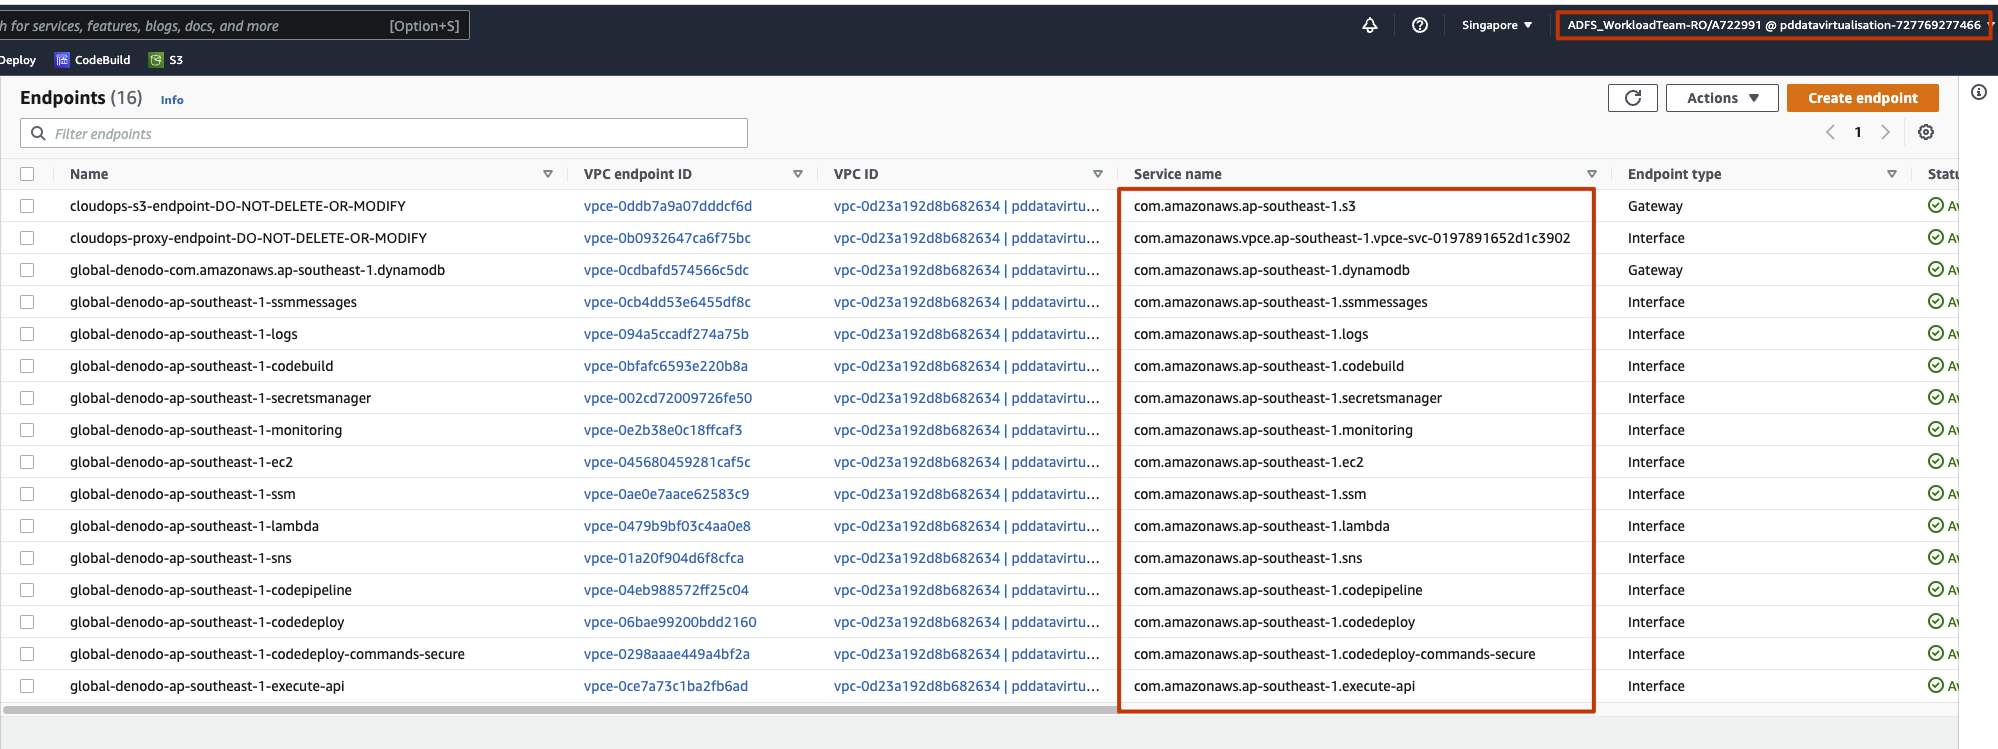 h for services, features, blogs, docs, and more [Option+S] Singapore ADFS_WorkloadTeam-RO/A722991 @ pddatavirtualisation-727769277466
Deploy CodeBuild S3
Endpoints (16) Info Actions Create endpoint
Filter endpoints 1
Name VPC endpoint ID VPC ID Service name Endpoint type Statu
cloudops-s3-endpoint-DO-NOT-DELETE-OR-MODIFY vpce-0ddb7a9a07dddcf6d vpc-0d23a192d8b682634 | pddatavirtu... com.amazonaws.ap-southeast-1.s3 Gateway Av
cloudops-proxy-endpoint-DO-NOT-DELETE-OR-MODIFY vpce-0b0932647ca6f75bc vpc-0d23a192d8b682634 | pddatavirtu... com.amazonaws.vpce.ap-southeast-1.vpce-svc-0197891652d1c3902 Interface Av
global-denodo-com.amazonaws.ap-southeast-1.dynamodb vpce-0cdbafd574566c5dc vpc-0d23a192d8b682634 | pddatavirtu... com.amazonaws.ap-southeast-1.dynamodb Gateway Av
global-denodo-ap-southeast-1-ssmmessages vpce-0cb4dd53e6455df8c vpc-0d23a192d8b682634 | pddatavirtu... com.amazonaws.ap-southeast-1.ssmmessages Interface Av
global-denodo-ap-southeast-1-logs vpce-094a5ccadf274a75b vpc-0d23a192d8b682634 | pddatavirtu... com.amazonaws.ap-southeast-1.logs Interface Av
global-denodo-ap-southeast-1-codebuild vpce-0bfafc6593e220b8a vpc-0d23a192d8b682634 | pddatavirtu... com.amazonaws.ap-southeast-1.codebuild Interface Av
global-denodo-ap-southeast-1-secretsmanager vpce-002cd72009726fe50 vpc-0d23a192d8b682634 | pddatavirtu... com.amazonaws.ap-southeast-1.secretsmanager Interface Av
global-denodo-ap-southeast-1-monitoring vpce-0e2b38e0c18ffcaf3 vpc-0d23a192d8b682634 | pddatavirtu... com.amazonaws.ap-southeast-1.monitoring Interface Av
global-denodo-ap-southeast-1-ec2 vpce-045680459281caf5c vpc-0d23a192d8b682634 | pddatavirtu... com.amazonaws.ap-southeast-1.ec2 Interface Av
global-denodo-ap-southeast-1-ssm vpce-0ae0e7aace62583c9 vpc-0d23a192d8b682634 | pddatavirtu... com.amazonaws.ap-southeast-1.ssm Interface Av
global-denodo-ap-southeast-1-lambda vpce-0479b9bf03c4aa0e8 vpc-0d23a192d8b682634 | pddatavirtu... com.amazonaws.ap-southeast-1.lambda Interface Av
global-denodo-ap-southeast-1-sns vpce-01a20f904d6f8cfca vpc-0d23a192d8b682634 | pddatavirtu... com.amazonaws.ap-southeast-1.sns Interface Av
global-denodo-ap-southeast-1-codepipeline vpce-04eb988572ff25c04 vpc-0d23a192d8b682634 | pddatavirtu... com.amazonaws.ap-southeast-1.codepipeline Interface Av
global-denodo-ap-southeast-1-codedeploy vpce-06bae99200bdd2160 vpc-0d23a192d8b682634 | pddatavirtu... com.amazonaws.ap-southeast-1.codedeploy Interface Av
global-denodo-ap-southeast-1-codedeploy-commands-secure vpce-0298aaae449a4bf2a vpc-0d23a192d8b682634 | pddatavirtu... com.amazonaws.ap-southeast-1.codedeploy-commands-secure Interface Av
global-denodo-ap-southeast-1-execute-api vpce-0ce7a73c1ba2fb6ad vpc-0d23a192d8b682634 | pddatavirtu... com.amazonaws.ap-southeast-1.execute-api Interface Av